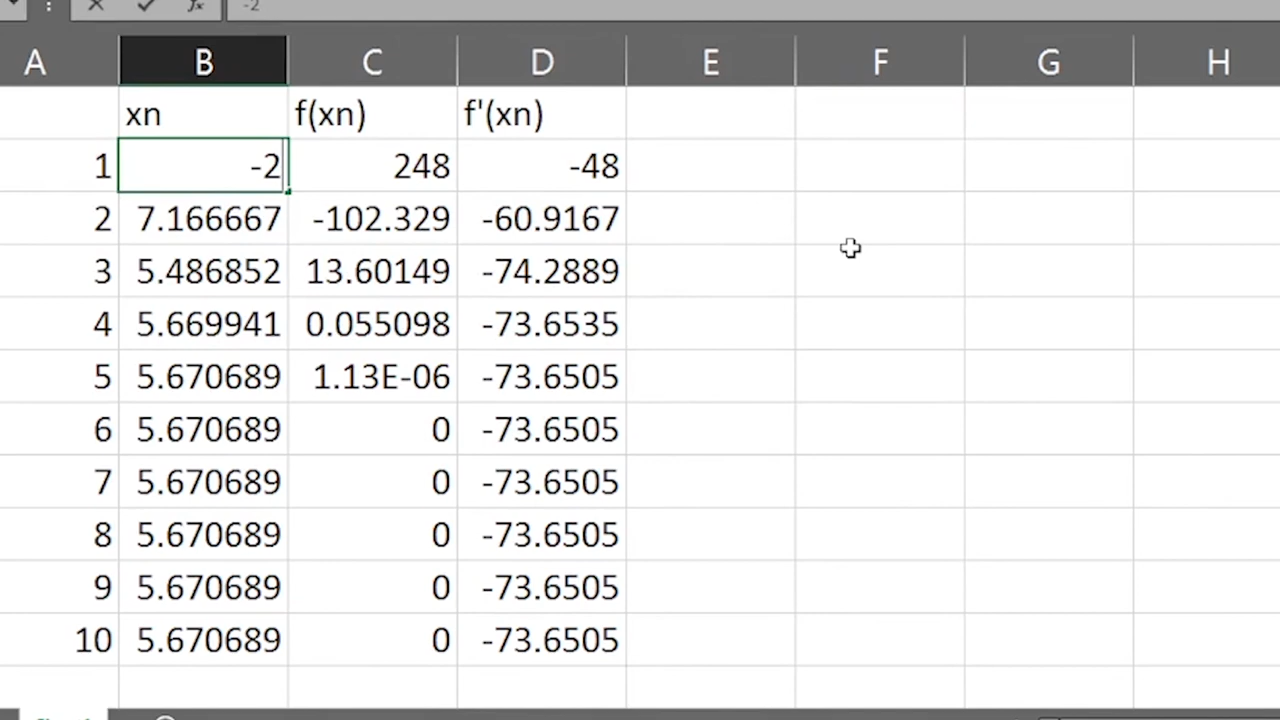 -2
A B C D E F G H
xn f(xn) f'(xn)
1 -2 248 -48
2 7.166667 -102.329 -60.9167
3 5.486852 13.60149 -74.2889
4 5.669941 0.055098 -73.6535
5 5.670689 1.13E-06 -73.6505
6 5.670689 0 -73.6505
7 5.670689 0 -73.6505
8 5.670689 0 -73.6505
9 5.670689 0 -73.6505
10 5.670689 0 -73.6505